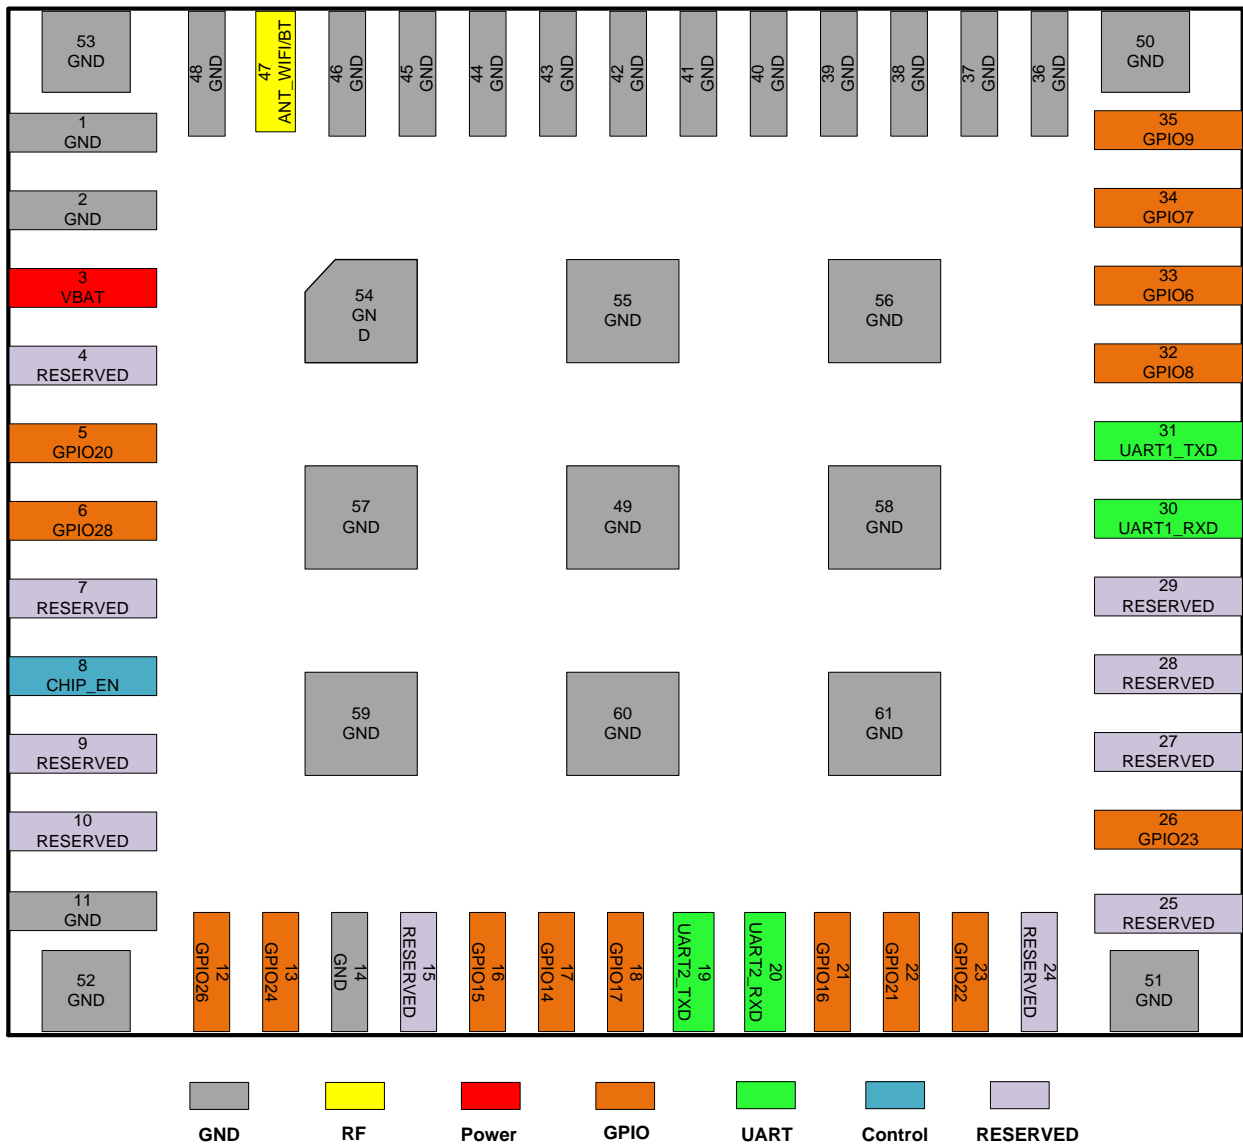 53
GND
48
GND
47
ANT_WIFI/BT
46
GND
45
GND
44
GND
43
GND
42
GND
41
GND
40
GND
39
GND
38
GND
37
GND
36
GND
50
GND
1
GND
2
GND
3
VBAT
4
RESERVED
5
GPIO20
6
GPIO28
7
RESERVED
8
CHIP_EN
9
RESERVED
10
RESERVED
11
GND
52
GND
54
GN
D
55
GND
56
GND
57
GND
49
GND
58
GND
59
GND
60
GND
61
GND
35
GPIO9
34
GPIO7
33
GPIO6
32
GPIO8
31
UART1_TXD
30
UART1_RXD
29
RESERVED
28
RESERVED
27
RESERVED
26
GPIO23
25
RESERVED
51
GND
12
GPIO26
13
GPIO24
14
GND
15
RESERVED
16
GPIO15
17
GPIO14
18
GPIO17
19
UART2_TXD
20
UART2_RXD
21
GPIO16
22
GPIO21
23
GPIO22
24
RESERVED
GND
RF
Power
GPIO
UART
Control
RESERVED